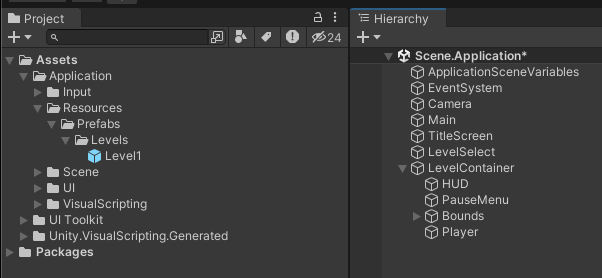 Project
24
Assets
Application
Input
Resources
Prefabs
Levels
Level1
Scene
UI
VisualScripting
UI Toolkit
Unity.VisualScripting.Generated
Packages
Hierarchy
Scene.Application*
ApplicationSceneVariables
EventSystem
Camera
Main
TitleScreen
LevelSelect
LevelContainer
HUD
PauseMenu
Bounds
Player